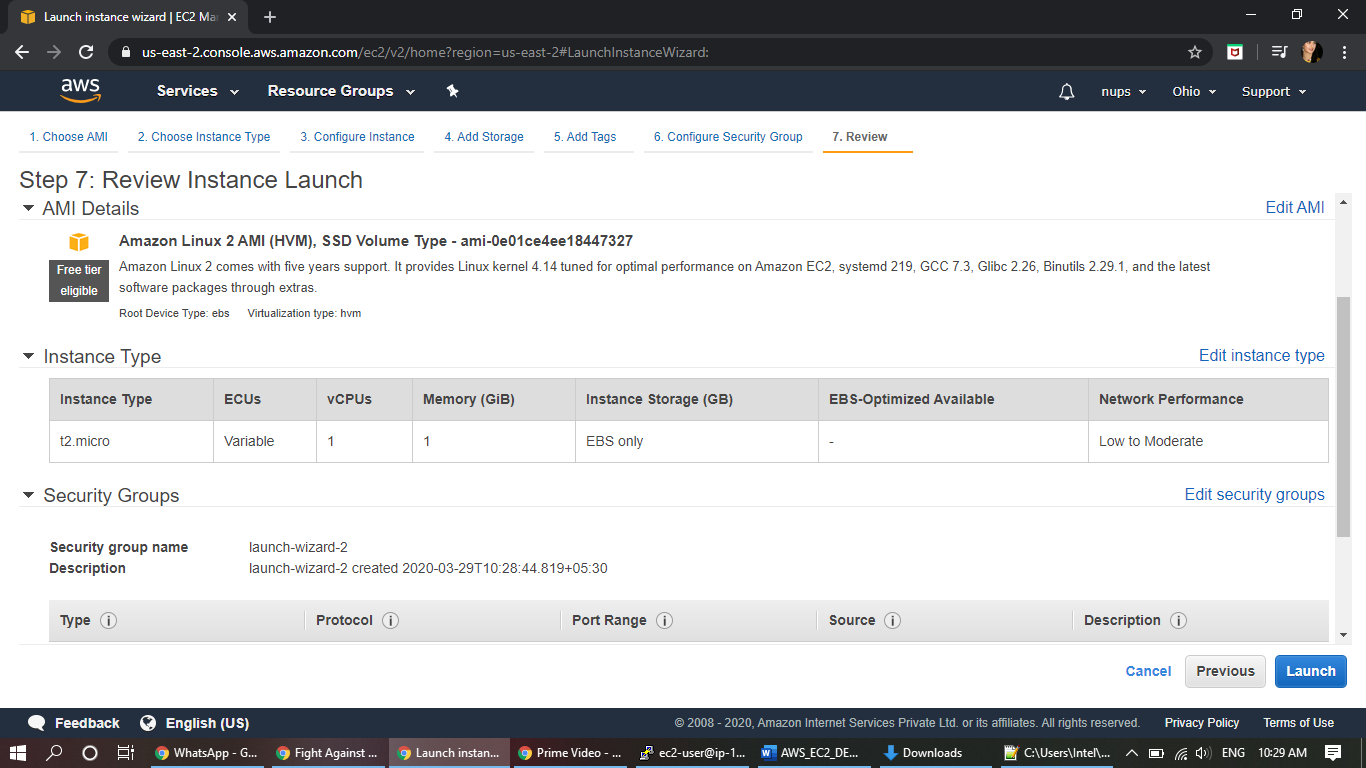 Launch instance wizard | EC2 Mar
us-east-2.console.aws.amazon.com/ec2/v2/home?region=us-east-2#LaunchInstanceWizard:
aws Services Resource Groups nups Ohio Support
1. Choose AMI 2. Choose Instance Type 3. Configure Instance 4. Add Storage 5. Add Tags 6. Configure Security Group 7. Review
Step 7: Review Instance Launch
AMI Details Edit AMI
Amazon Linux 2 AMI (HVM), SSD Volume Type - ami-0e01ce4ee18447327
Free tier eligible
Amazon Linux 2 comes with five years support. It provides Linux kernel 4.14 tuned for optimal performance on Amazon EC2, systemd 219, GCC 7.3, Glibc 2.26, Binutils 2.29.1, and the latest
software packages through extras.
Root Device Type: ebs Virtualization type: hvm
Instance Type Edit instance type
Instance Type ECUs vCPUs Memory (GiB) Instance Storage (GB) EBS-Optimized Available Network Performance
t2.micro Variable 1 1 EBS only - Low to Moderate
Security Groups Edit security groups
Security group name launch-wizard-2
Description launch-wizard-2 created 2020-03-29T10:28:44.819+05:30
Type i Protocol i Port Range i Source i Description i
Cancel Previous Launch
Feedback English (US) © 2008 - 2020, Amazon Internet Services Private Ltd. or its affiliates. All rights reserved. Privacy Policy Terms of Use
WhatsApp - G... Fight Against ... Launch instan... Prime Video - ... ec2-user@ip-1... AWS_EC2_DE... Downloads C:\Users\Intel\... ENG 10:29 AM